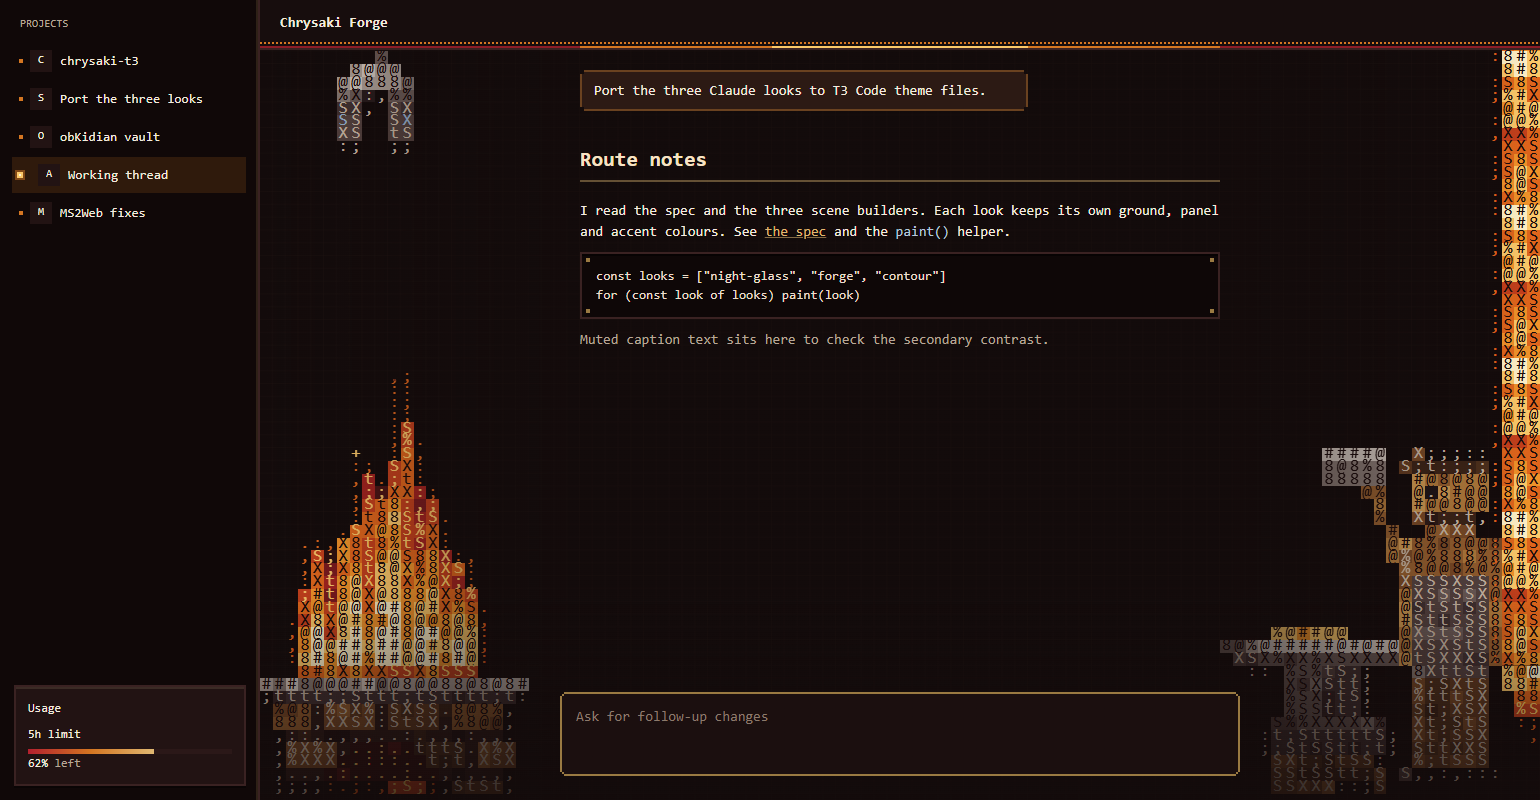 PROJECTS
C chrysaki-t3
S Port the three looks
O obKidian vault
A Working thread
M MS2Web fixes
Usage
5h limit
62% left
Chrysaki Forge
Port the three Claude looks to T3 Code theme files.
Route notes
I read the spec and the three scene builders. Each look keeps its own ground, panel
and accent colours. See the spec and the paint() helper.
const looks = ["night-glass", "forge", "contour"]
for (const look of looks) paint(look)
Muted caption text sits here to check the secondary contrast.
Ask for follow-up changes